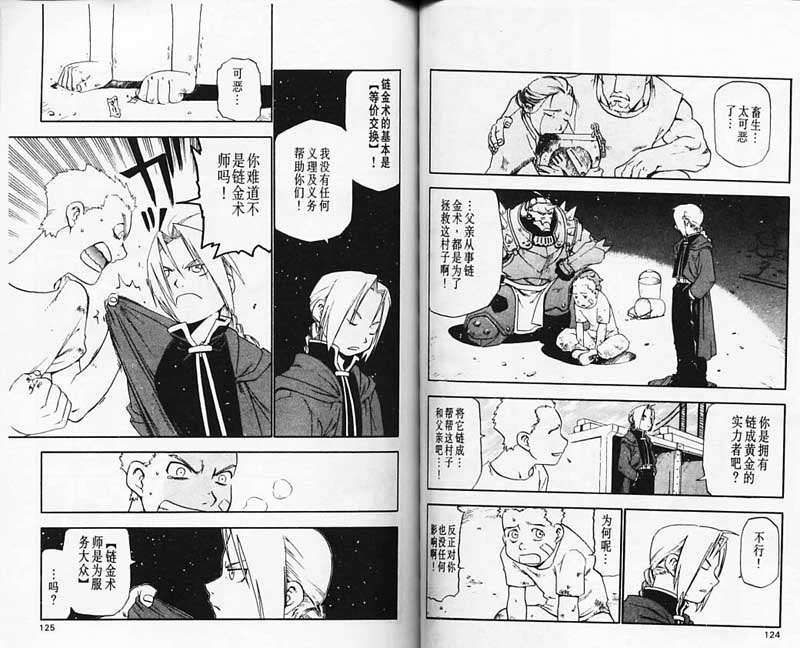 畜生…
太可恶
了…
…父亲从事链
金术，都是为了
拯救这村子啊！
你是拥有
链成黄金的
实力者吧？
将它链成…
帮帮这村子
和父亲吧…！
不行！
为何呢…
反正对你
也没任何
影响啊！
124
链金术的基本是
【等价交换】！
我没有任何
义理及义务
帮助你们！
可恶…
你难道不
是链金术
师吗！
【链金术
师是为服
务大众】
…吗？
125